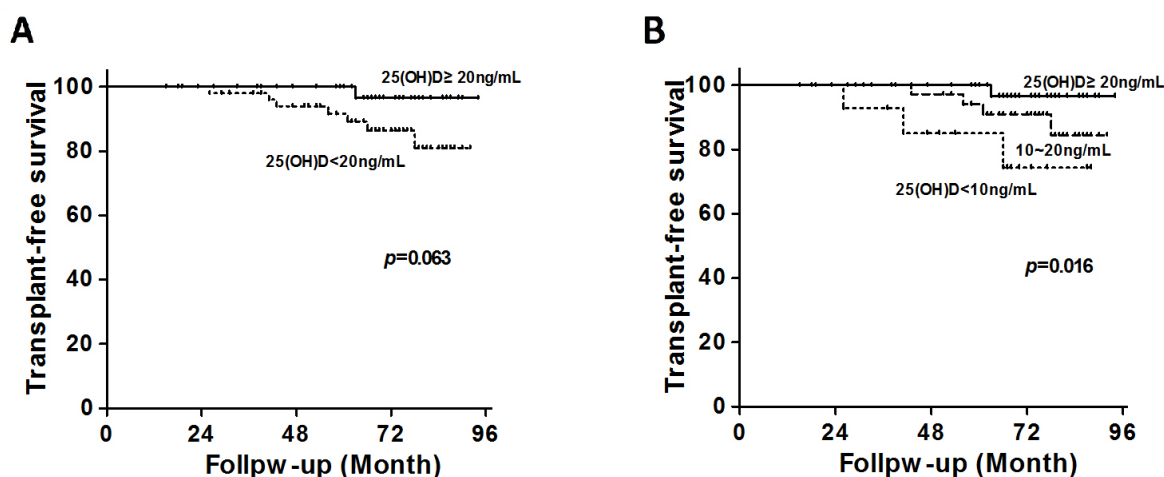 A
Transplant-free survival
100
80
60
40
20
0
25(OH)D≥ 20ng/mL
25(OH)D<20ng/mL
p=0.063
0 24 48 72 96
Follpw-up (Month)
B
Transplant-free survival
100
80
60
40
20
0
25(OH)D≥ 20ng/mL
10~20ng/mL
25(OH)D<10ng/mL
p=0.016
0 24 48 72 96
Follpw-up (Month)